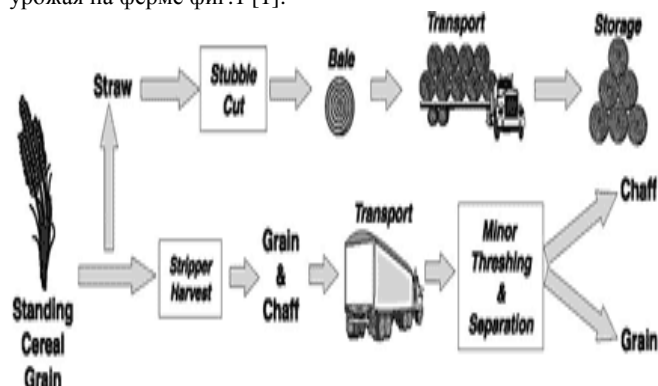 урожая на ферме фиг.1 [1].
Transport
Storage
Bale
Straw
Stubble
Cut
Chaff
Transport
Grain
&
Chaff
Stripper
Harvest
Minor
Threshing
&
Separation
Standing
Cereal
Grain
Grain